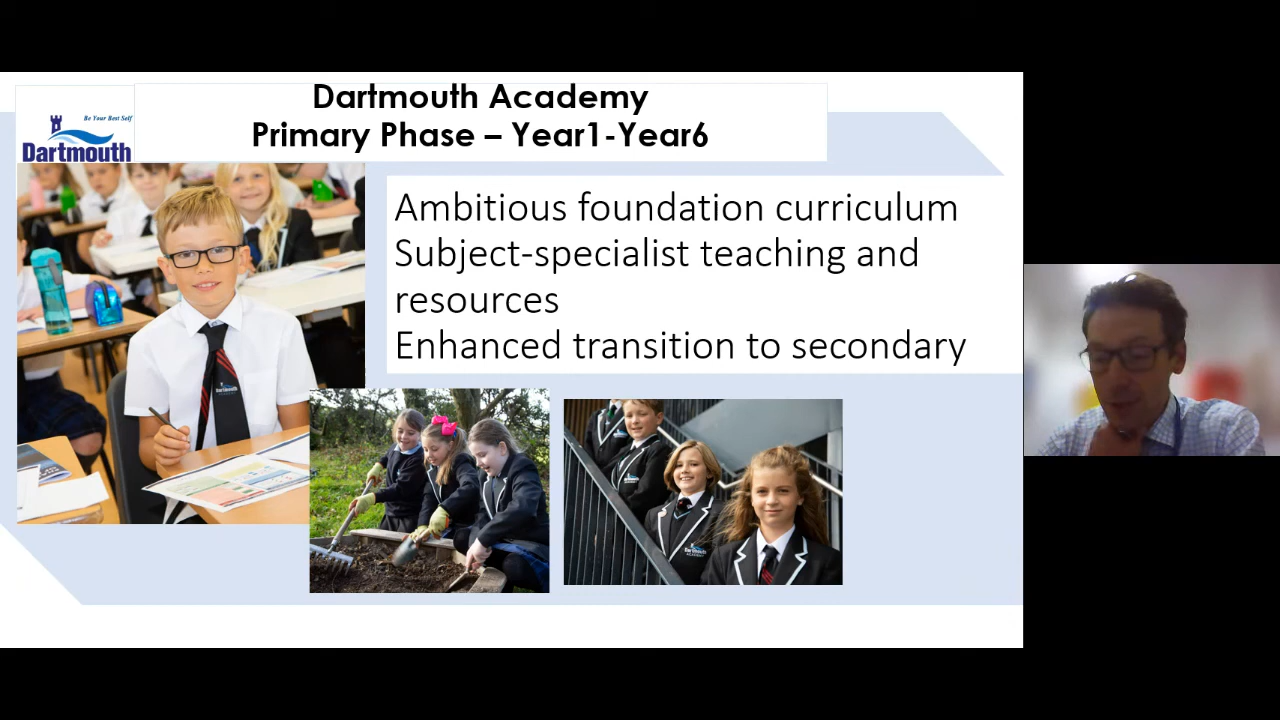 Dartmouth Academy
Primary Phase – Year1-Year6
Be Your Best Self
Dartmouth
Ambitious foundation curriculum
Subject-specialist teaching and
resources
Enhanced transition to secondary